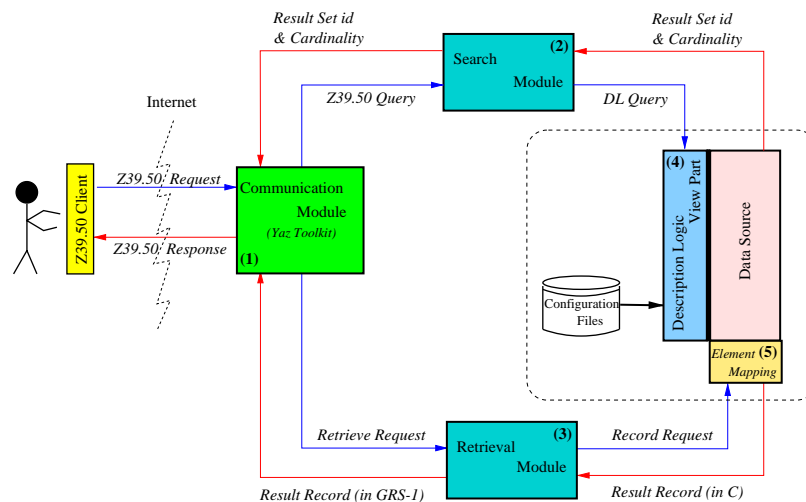 Result Set id
& Cardinality
Result Set id
& Cardinality
(2)
Search
Module
Z39.50 Query
DL Query
Internet
Z39.50 Client
Z39.50 Request
Z39.50 Response
Communication
Module
(Yaz Toolkit)
(1)
(4)
Description Logic
View Part
Data Source
Configuration
Files
Element (5)
Mapping
Retrieve Request
(3)
Retrieval
Module
Record Request
Result Record (in GRS-1)
Result Record (in C)